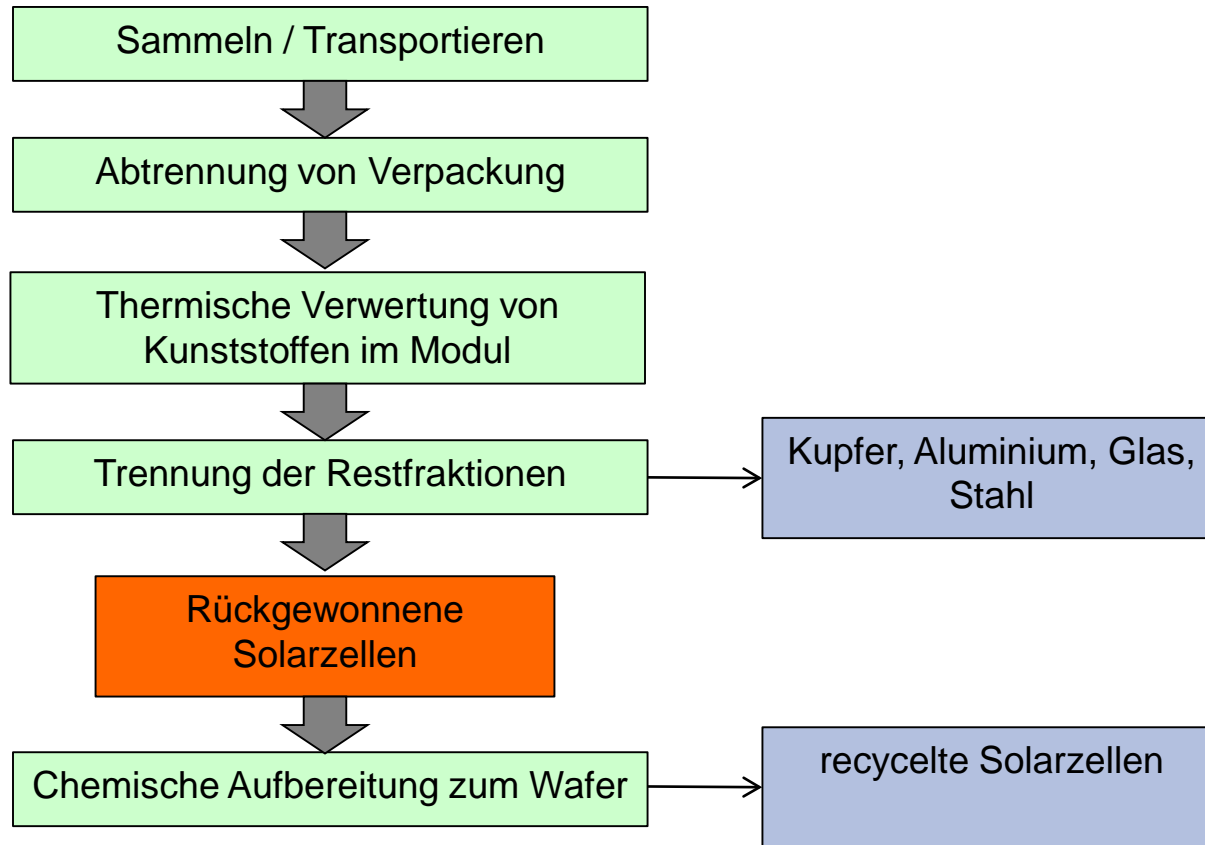 Sammeln / Transportieren
Abtrennung von Verpackung
Thermische Verwertung von
Kunststoffen im Modul
Trennung der Restfraktionen
Kupfer, Aluminium, Glas,
Stahl
Rückgewonnene
Solarzellen
Chemische Aufbereitung zum Wafer
recycelte Solarzellen